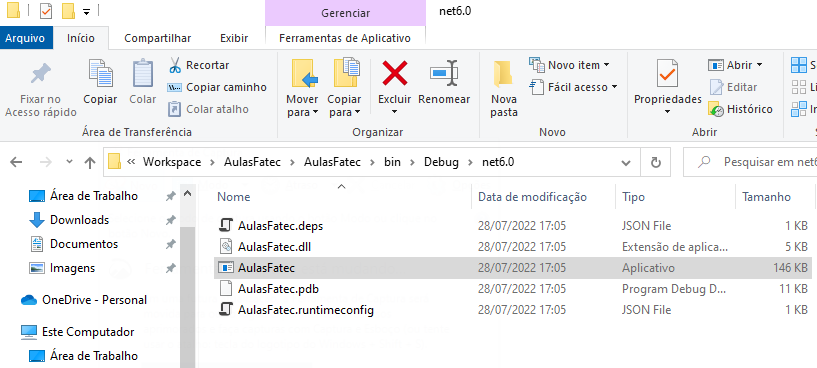 Gerenciar net6.0
Arquivo Início Compartilhar Exibir Ferramentas de Aplicativo
Fixar no Acesso rápido
Copiar
Colar
Recortar
Copiar caminho
Colar atalho
Área de Transferência
Mover para
Copiar para
Excluir
Renomear
Organizar
Nova pasta
Novo item
Fácil acesso
Novo
Propriedades
Abrir
Editar
Histórico
Abrir
Workspace AulasFatec AulasFatec bin Debug net6.0
Pesquisar em net6
Nome Data de modificação Tipo Tamanho
Área de Trabalho
Downloads
Documentos
Imagens
OneDrive - Personal
Este Computador
Área de Trabalho
AulasFatec.deps 28/07/2022 17:05 JSON File 1 KB
AulasFatec.dll 28/07/2022 17:05 Extensão de aplica... 5 KB
AulasFatec 28/07/2022 17:05 Aplicativo 146 KB
AulasFatec.pdb 28/07/2022 17:05 Program Debug D... 11 KB
AulasFatec.runtimeconfig 28/07/2022 17:05 JSON File 1 KB